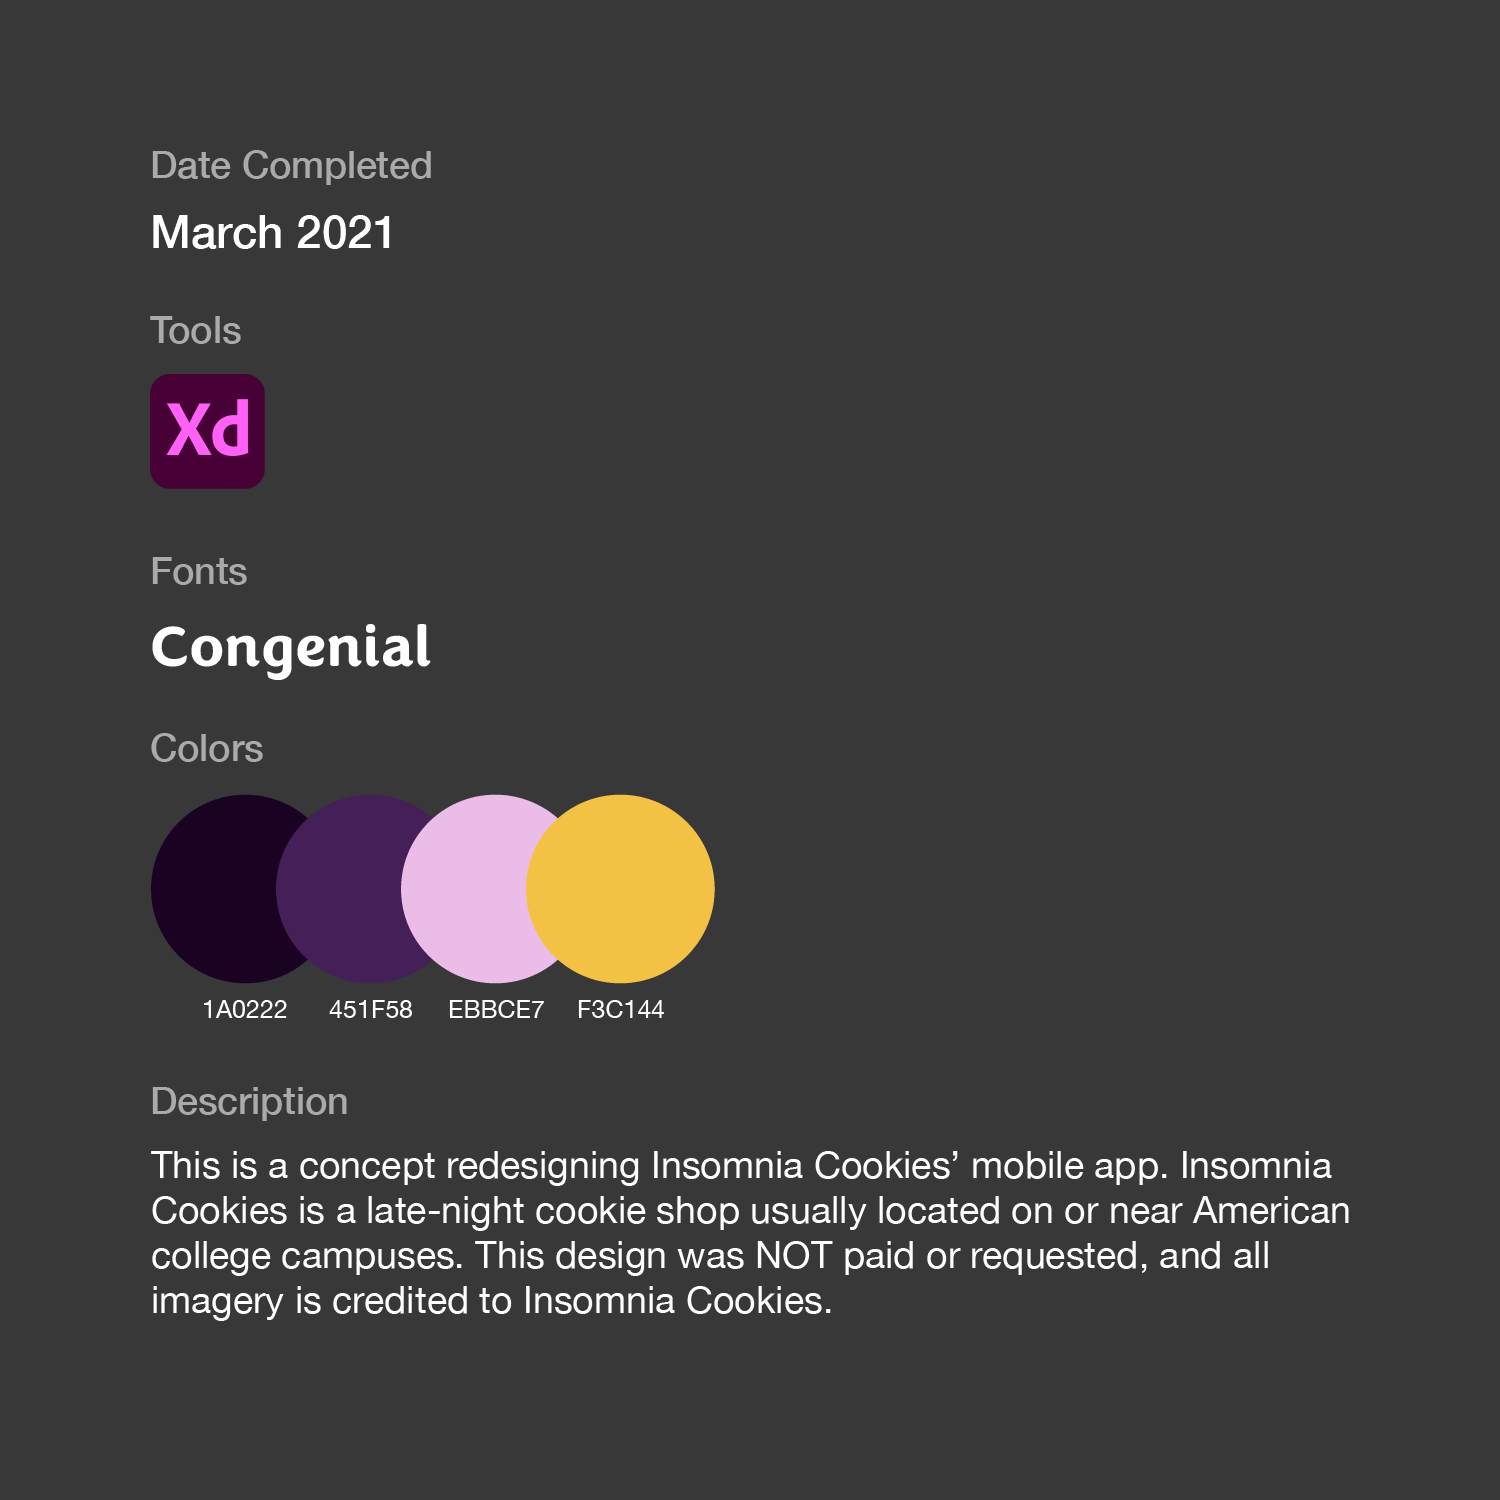 Date Completed
March 2021
Tools
Xd
Fonts
Congenial
Colors
1A0222 451F58 EBBCE7 F3C144
Description
This is a concept redesigning Insomnia Cookies’ mobile app. Insomnia
Cookies is a late-night cookie shop usually located on or near American
college campuses. This design was NOT paid or requested, and all
imagery is credited to Insomnia Cookies.